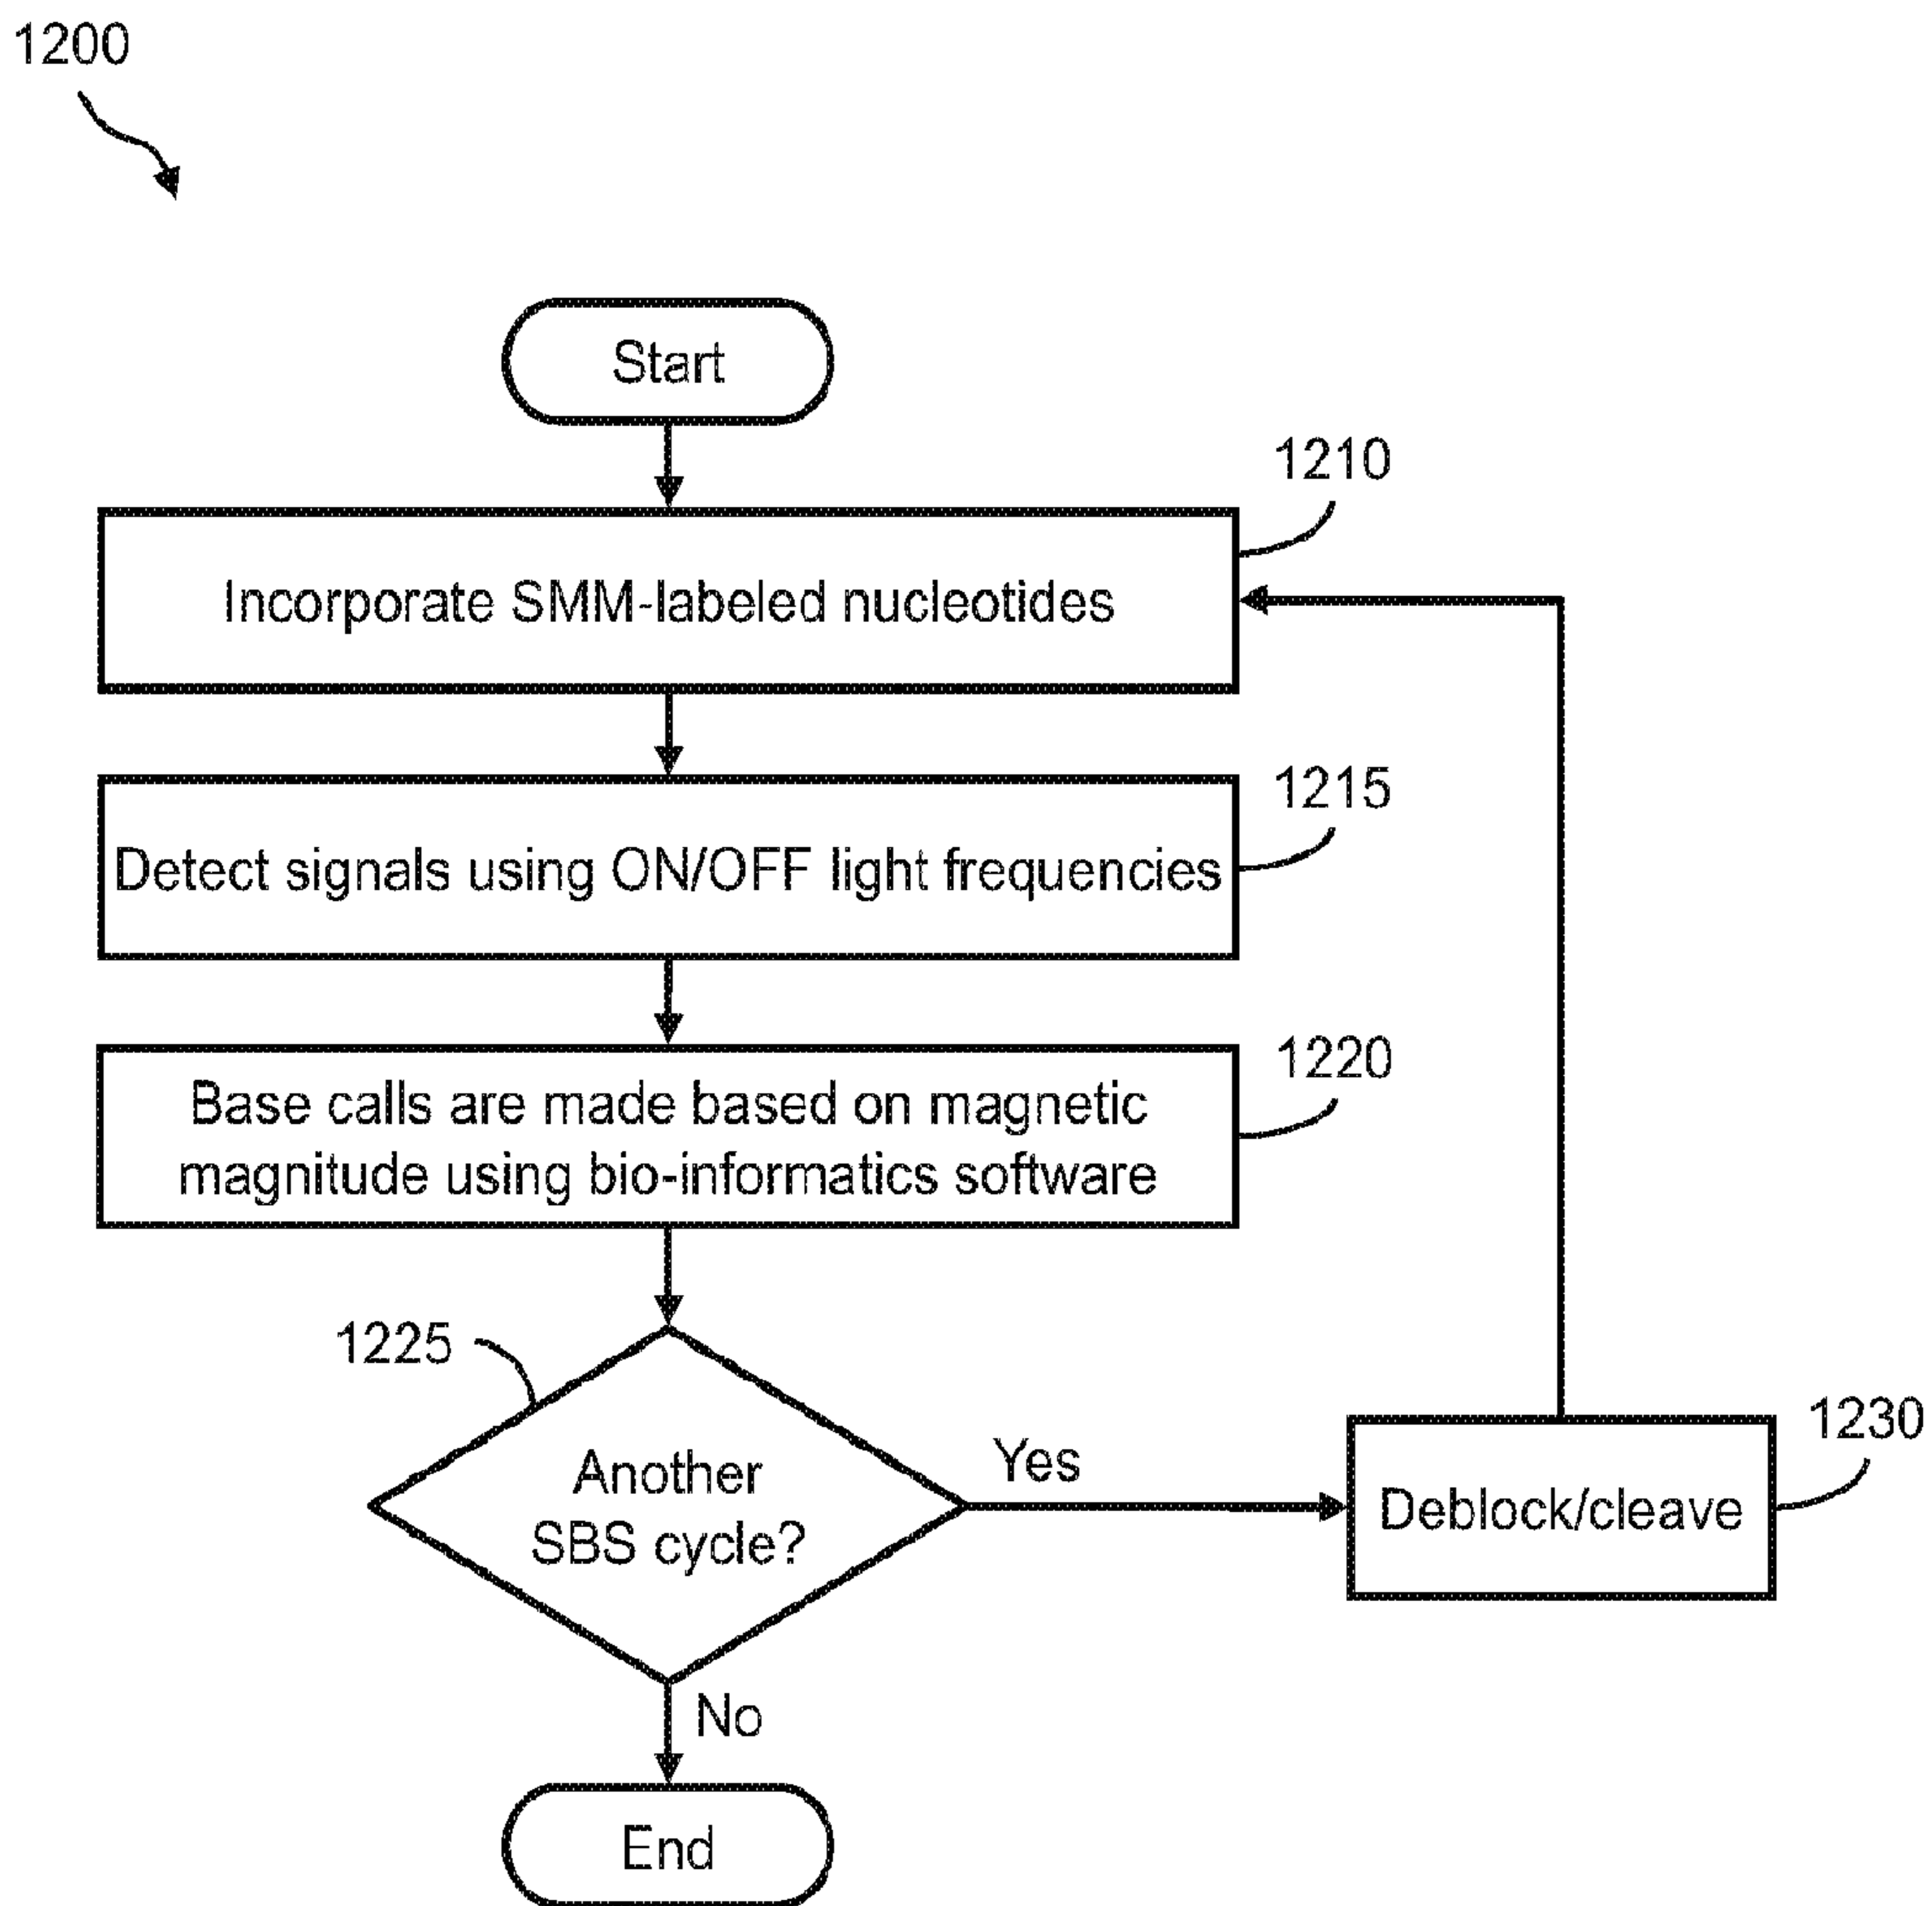 1200
Start
1210
Incorporate SMM-labeled nucleotides
1215
Detect signals using ON/OFF light frequencies
1220
Base calls are made based on magnetic
magnitude using bio-informatics software
1225
Another
SBS cycle?
Yes
1230
Deblock/cleave
No
End